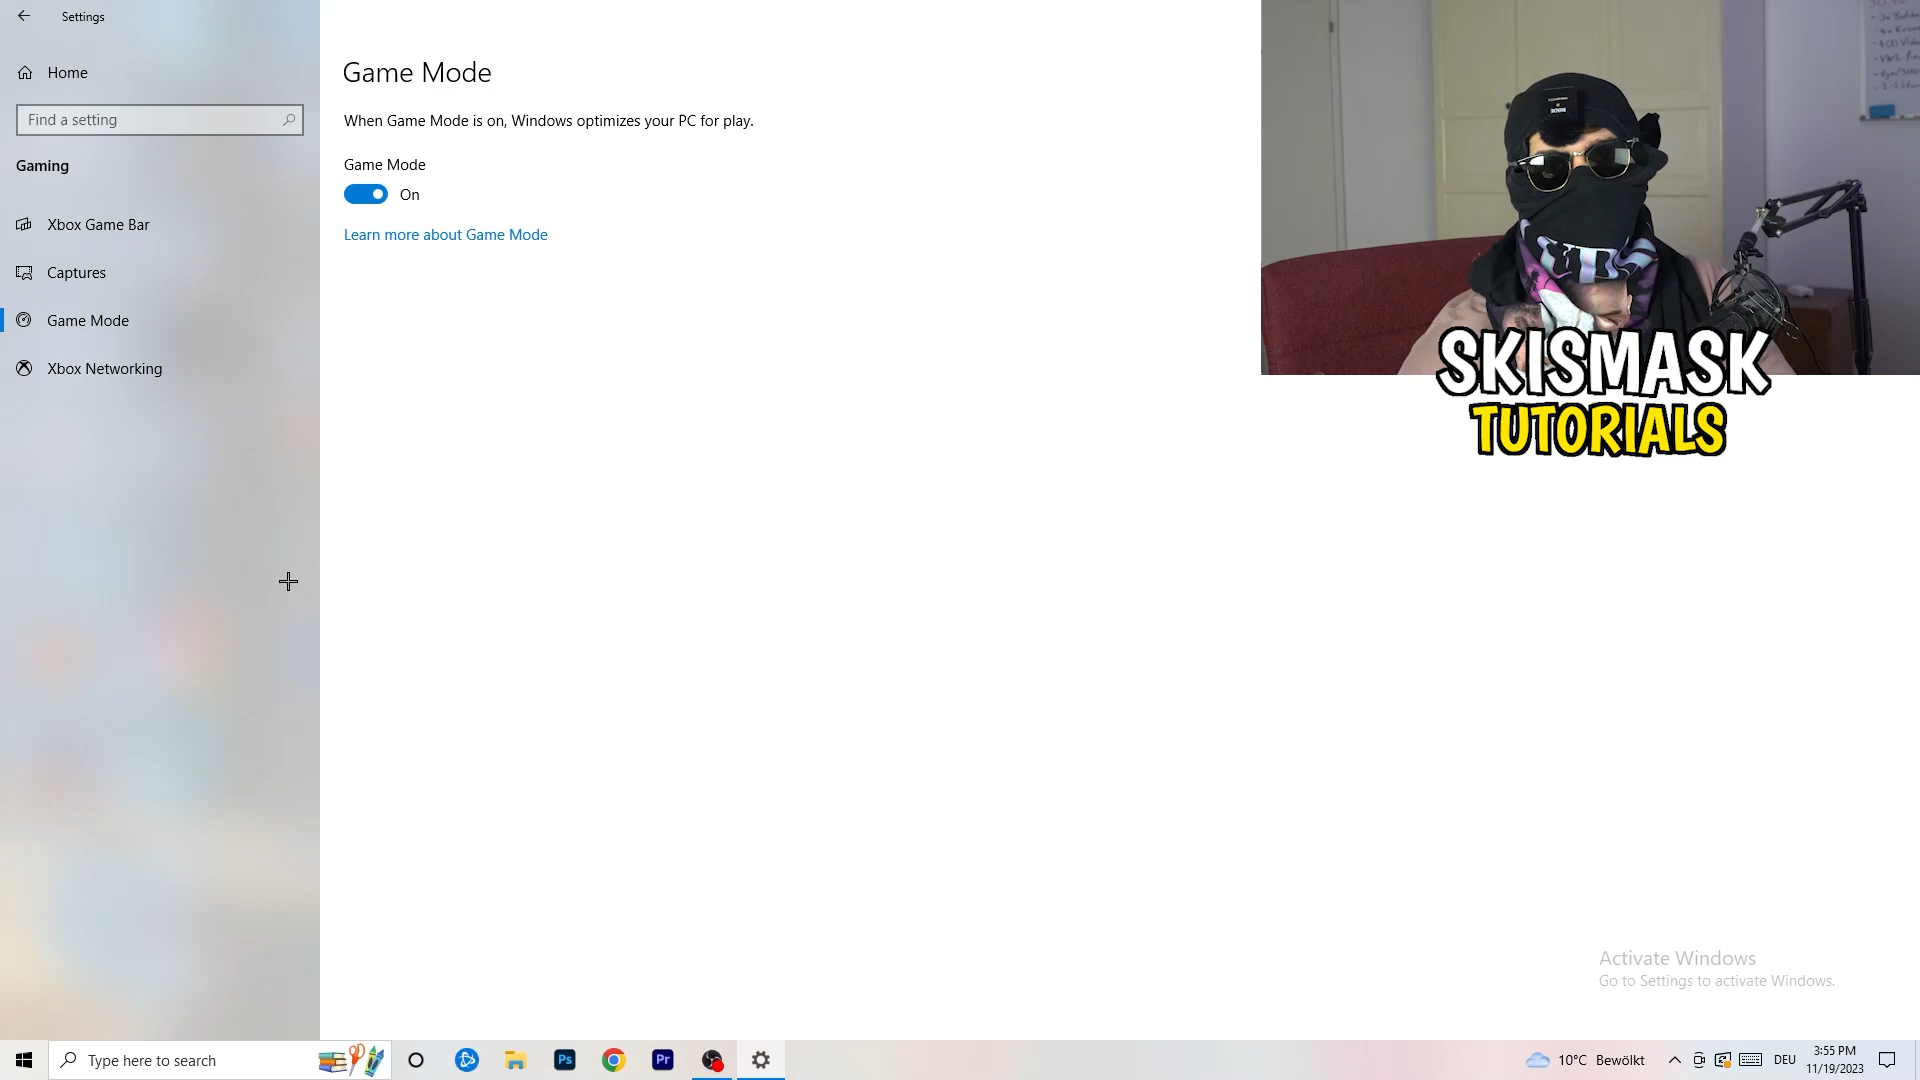 Settings
Home
Find a setting
Gaming
Xbox Game Bar
Captures
Game Mode
Xbox Networking
Game Mode
When Game Mode is on, Windows optimizes your PC for play.
Game Mode
On
Learn more about Game Mode
RODE
SKISMASK
TUTORIALS
Activate Windows
Go to Settings to activate Windows.
Type here to search
Ps
Pr
10°C Bewölkt
DEU
3:55 PM
11/19/2023